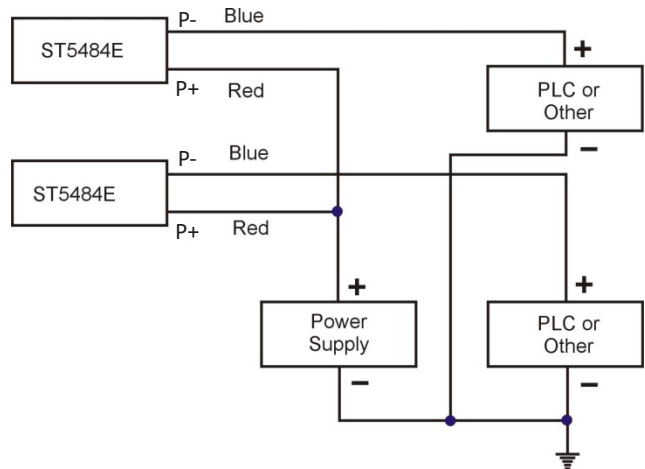 P- Blue
ST5484E
P+ Red
+
PLC or
Other
−
P- Blue
ST5484E
P+ Red
+
Power
Supply
−
+
PLC or
Other
−